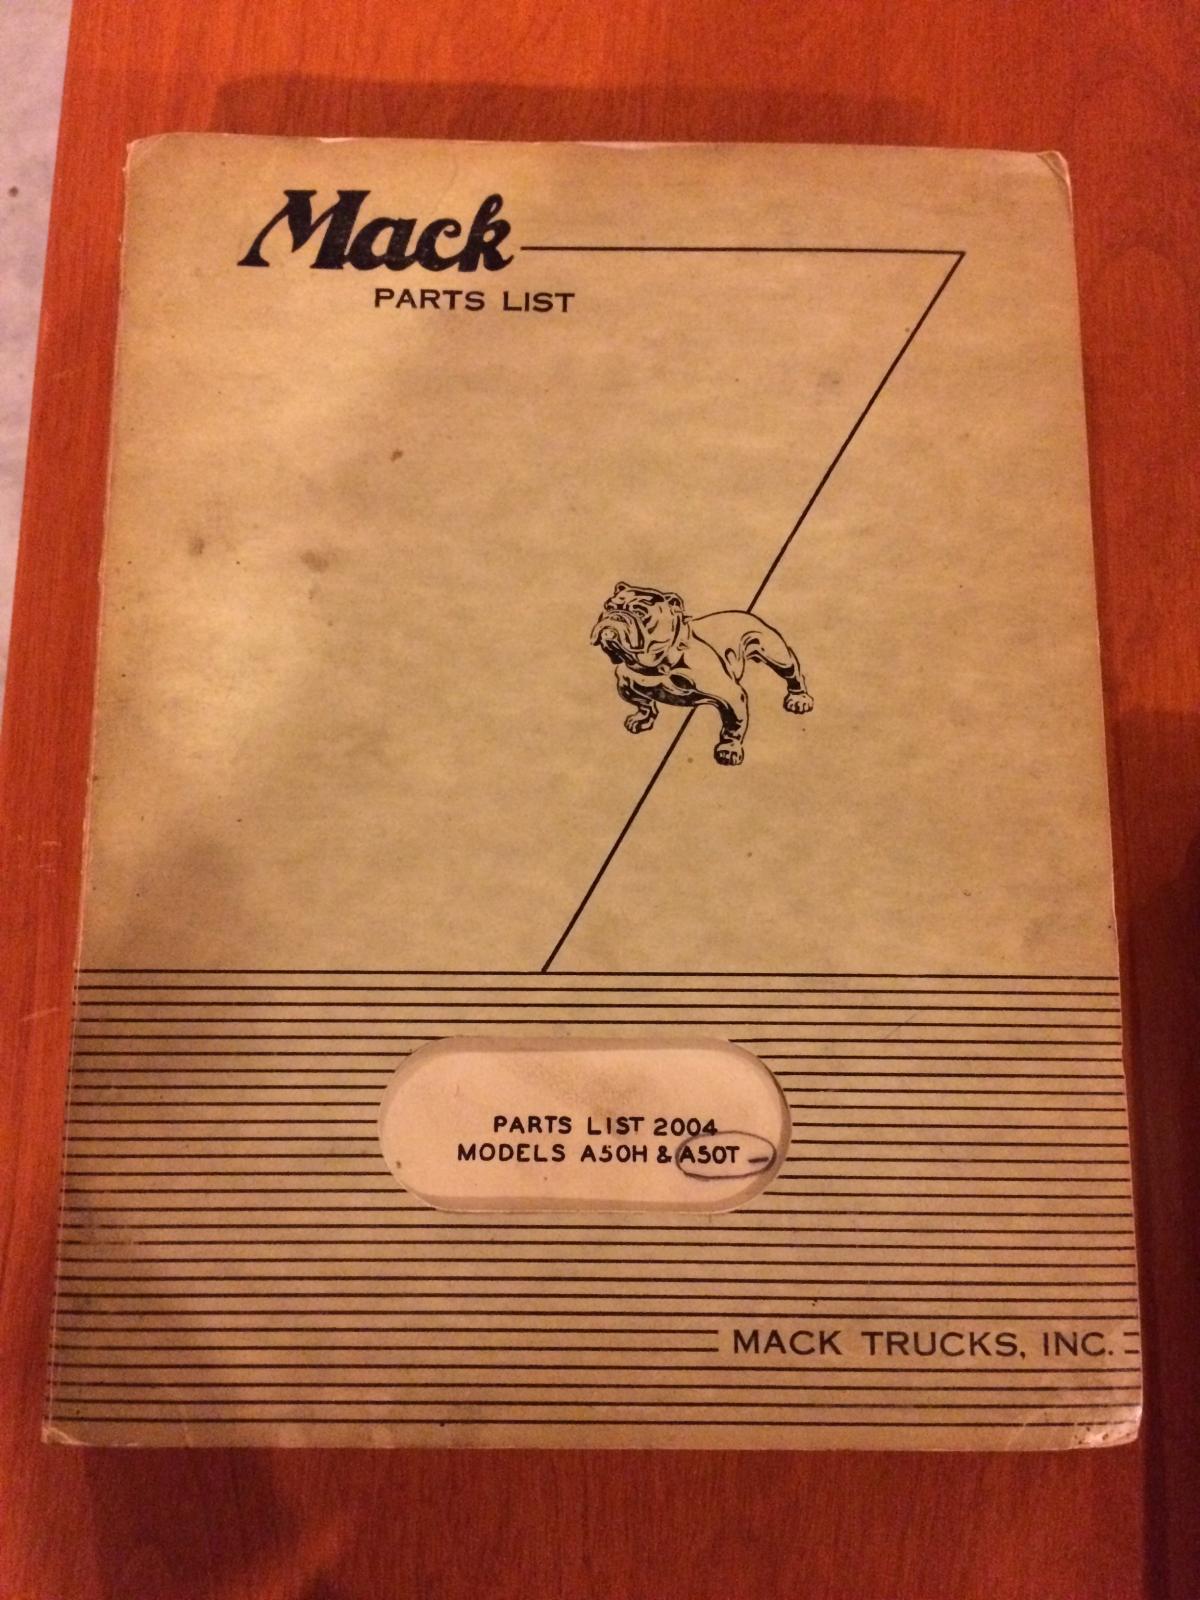 Mack
PARTS LIST
PARTS LIST 2004
MODELS A50H & A50T -
MACK TRUCKS, INC.